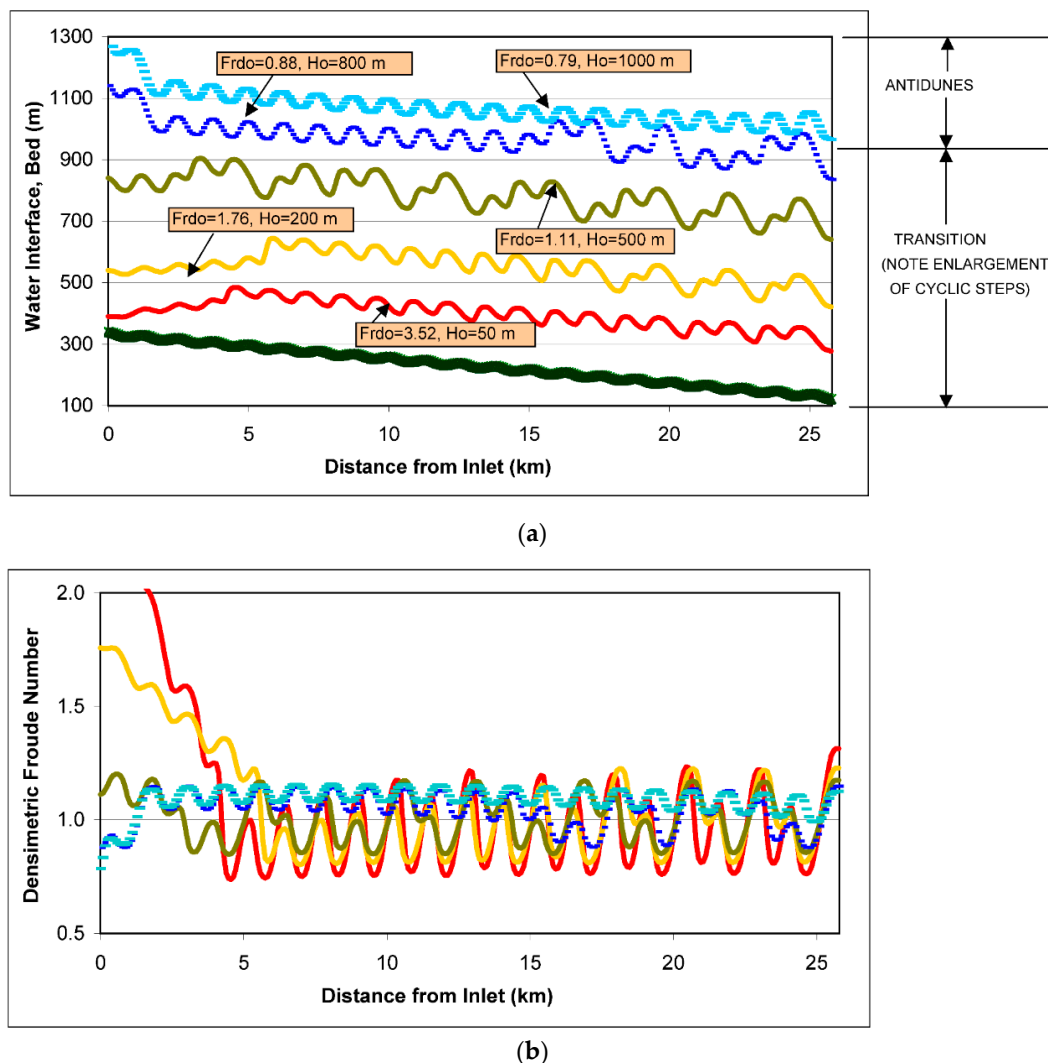 1300
1100
900
700
500
300
100
Water Interface, Bed (m)
Frdo=0.88, Ho=800 m
Frdo=0.79, Ho=1000 m
Frdo=1.76, Ho=200 m
Frdo=1.11, Ho=500 m
Frdo=3.52, Ho=50 m
0
5
10
15
20
25
Distance from Inlet (km)
ANTIDUNES
TRANSITION
(NOTE ENLARGEMENT
OF CYCLIC STEPS)
(a)
2.0
1.5
1.0
0.5
Densimetric Froude Number
0
5
10
15
20
25
Distance from Inlet (km)
(b)